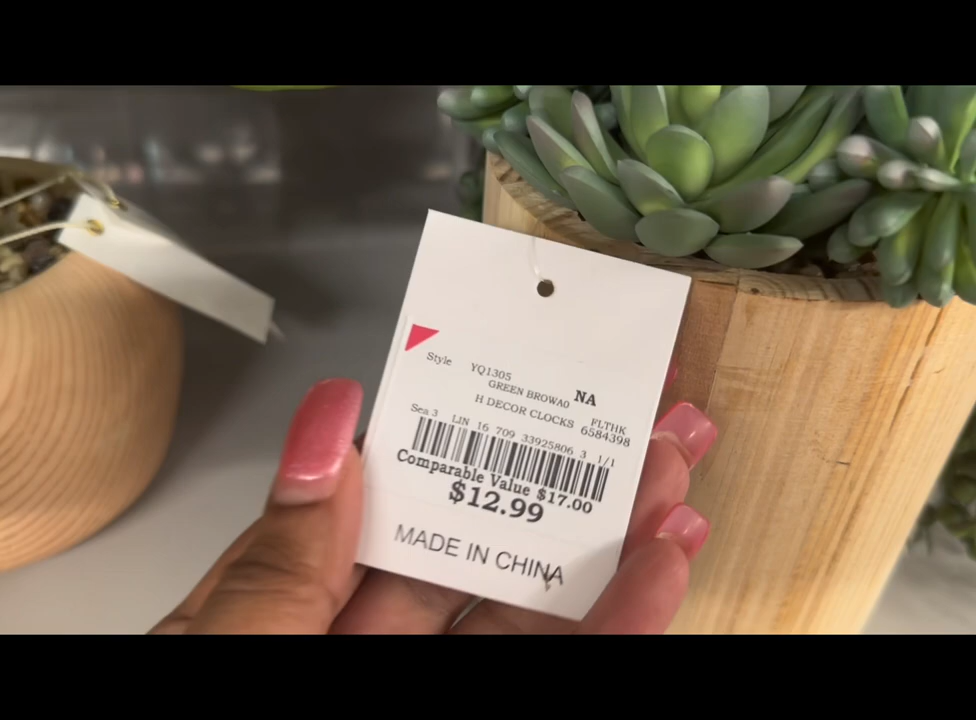 Style YQ1305
GREEN BROWA0 NA
H DECOR CLOCKS FLTHK
6584398
Sea 3 LIN 16 709 33925806 3 1/1
Comparable Value $17.00
$12.99
MADE IN CHINA